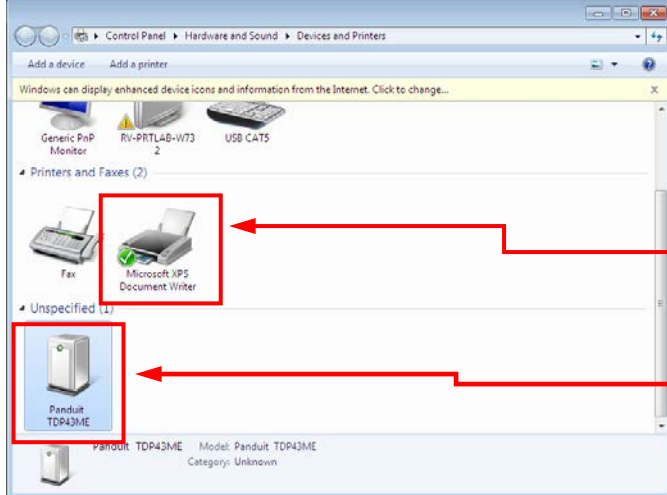 Control Panel Hardware and Sound Devices and Printers
Add a device Add a printer
Windows can display enhanced device icons and information from the Internet. Click to change... x
Generic PnP Monitor
RV-PRTLAB-W73 2
USB CAT5
Printers and Faxes (2)
Fax
Microsoft XPS
Document Writer
Unspecified (1)
Panduit
TDP43ME
Panduit TDP43ME Model: Panduit TDP43ME
Category: Unknown